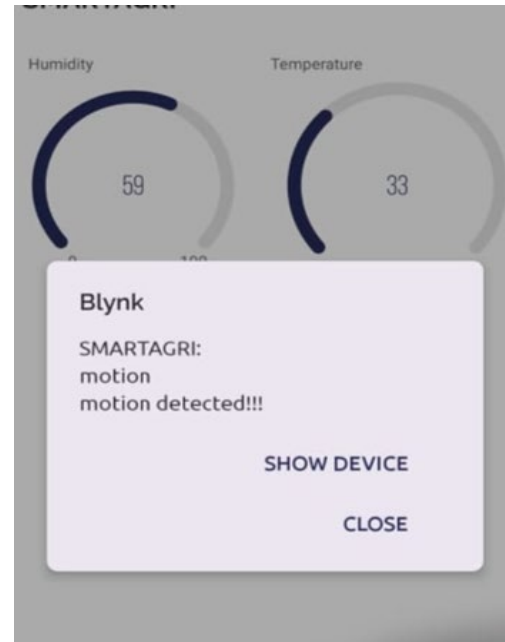 Humidity
Temperature
59
33
Blynk
SMARTAGRI:
motion
motion detected!!!
SHOW DEVICE
CLOSE